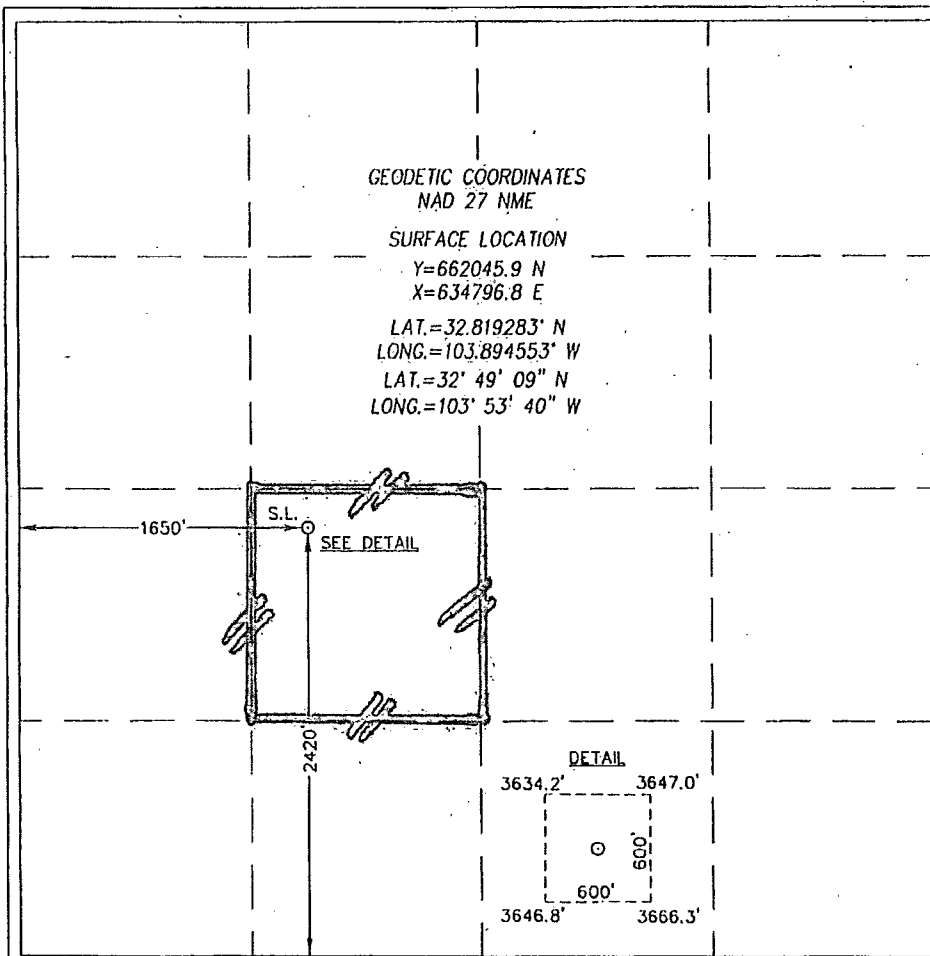 GEODETIC COORDINATES
NAD 27 NME
SURFACE LOCATION
Y=662045.9 N
X=634796.8 E
LAT.=32.819283° N
LONG.=103.894553° W
LAT.=32° 49' 09" N
LONG.=103° 53' 40" W
1650'
S.L.
SEE DETAIL
2420'
DETAIL
3634.2' 3647.0'
600'
600'
3646.8' 3666.3'